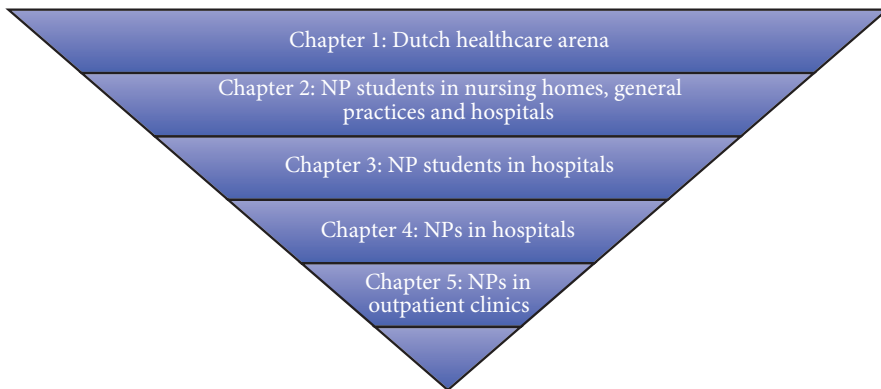 Chapter 1: Dutch healthcare arena
Chapter 2: NP students in nursing homes, general
practices and hospitals
Chapter 3: NP students in hospitals
Chapter 4: NPs in hospitals
Chapter 5: NPs in
outpatient clinics